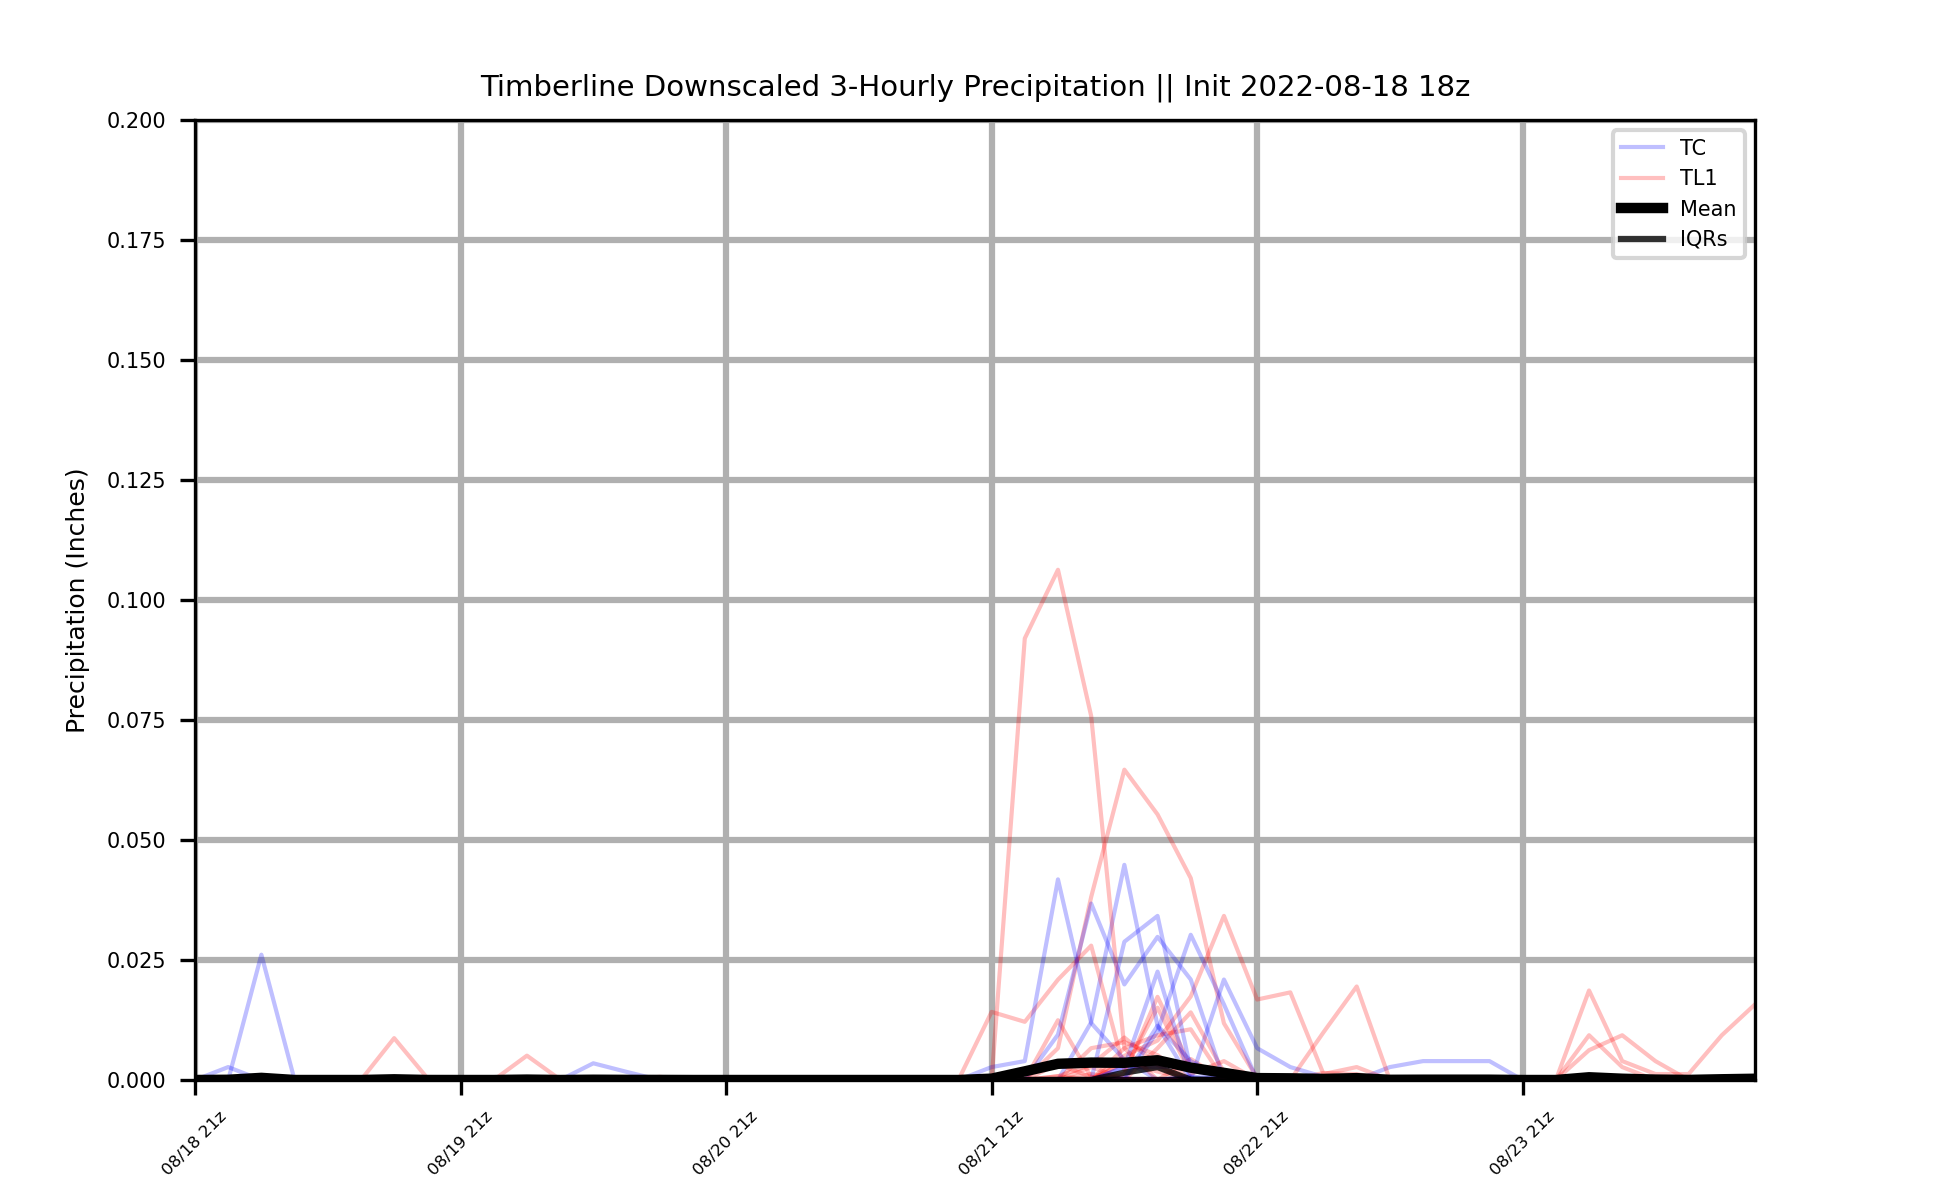 Timberline Downscaled 3-Hourly Precipitation || Init 2022-08-18 18z
0.200
0.175
0.150
0.125
0.100
0.075
0.050
0.025
0.000
Precipitation (Inches)
TC
TL1
Mean
IQRs
08/18 21z
08/19 21z
08/20 21z
08/21 21z
08/22 21z
08/23 21z